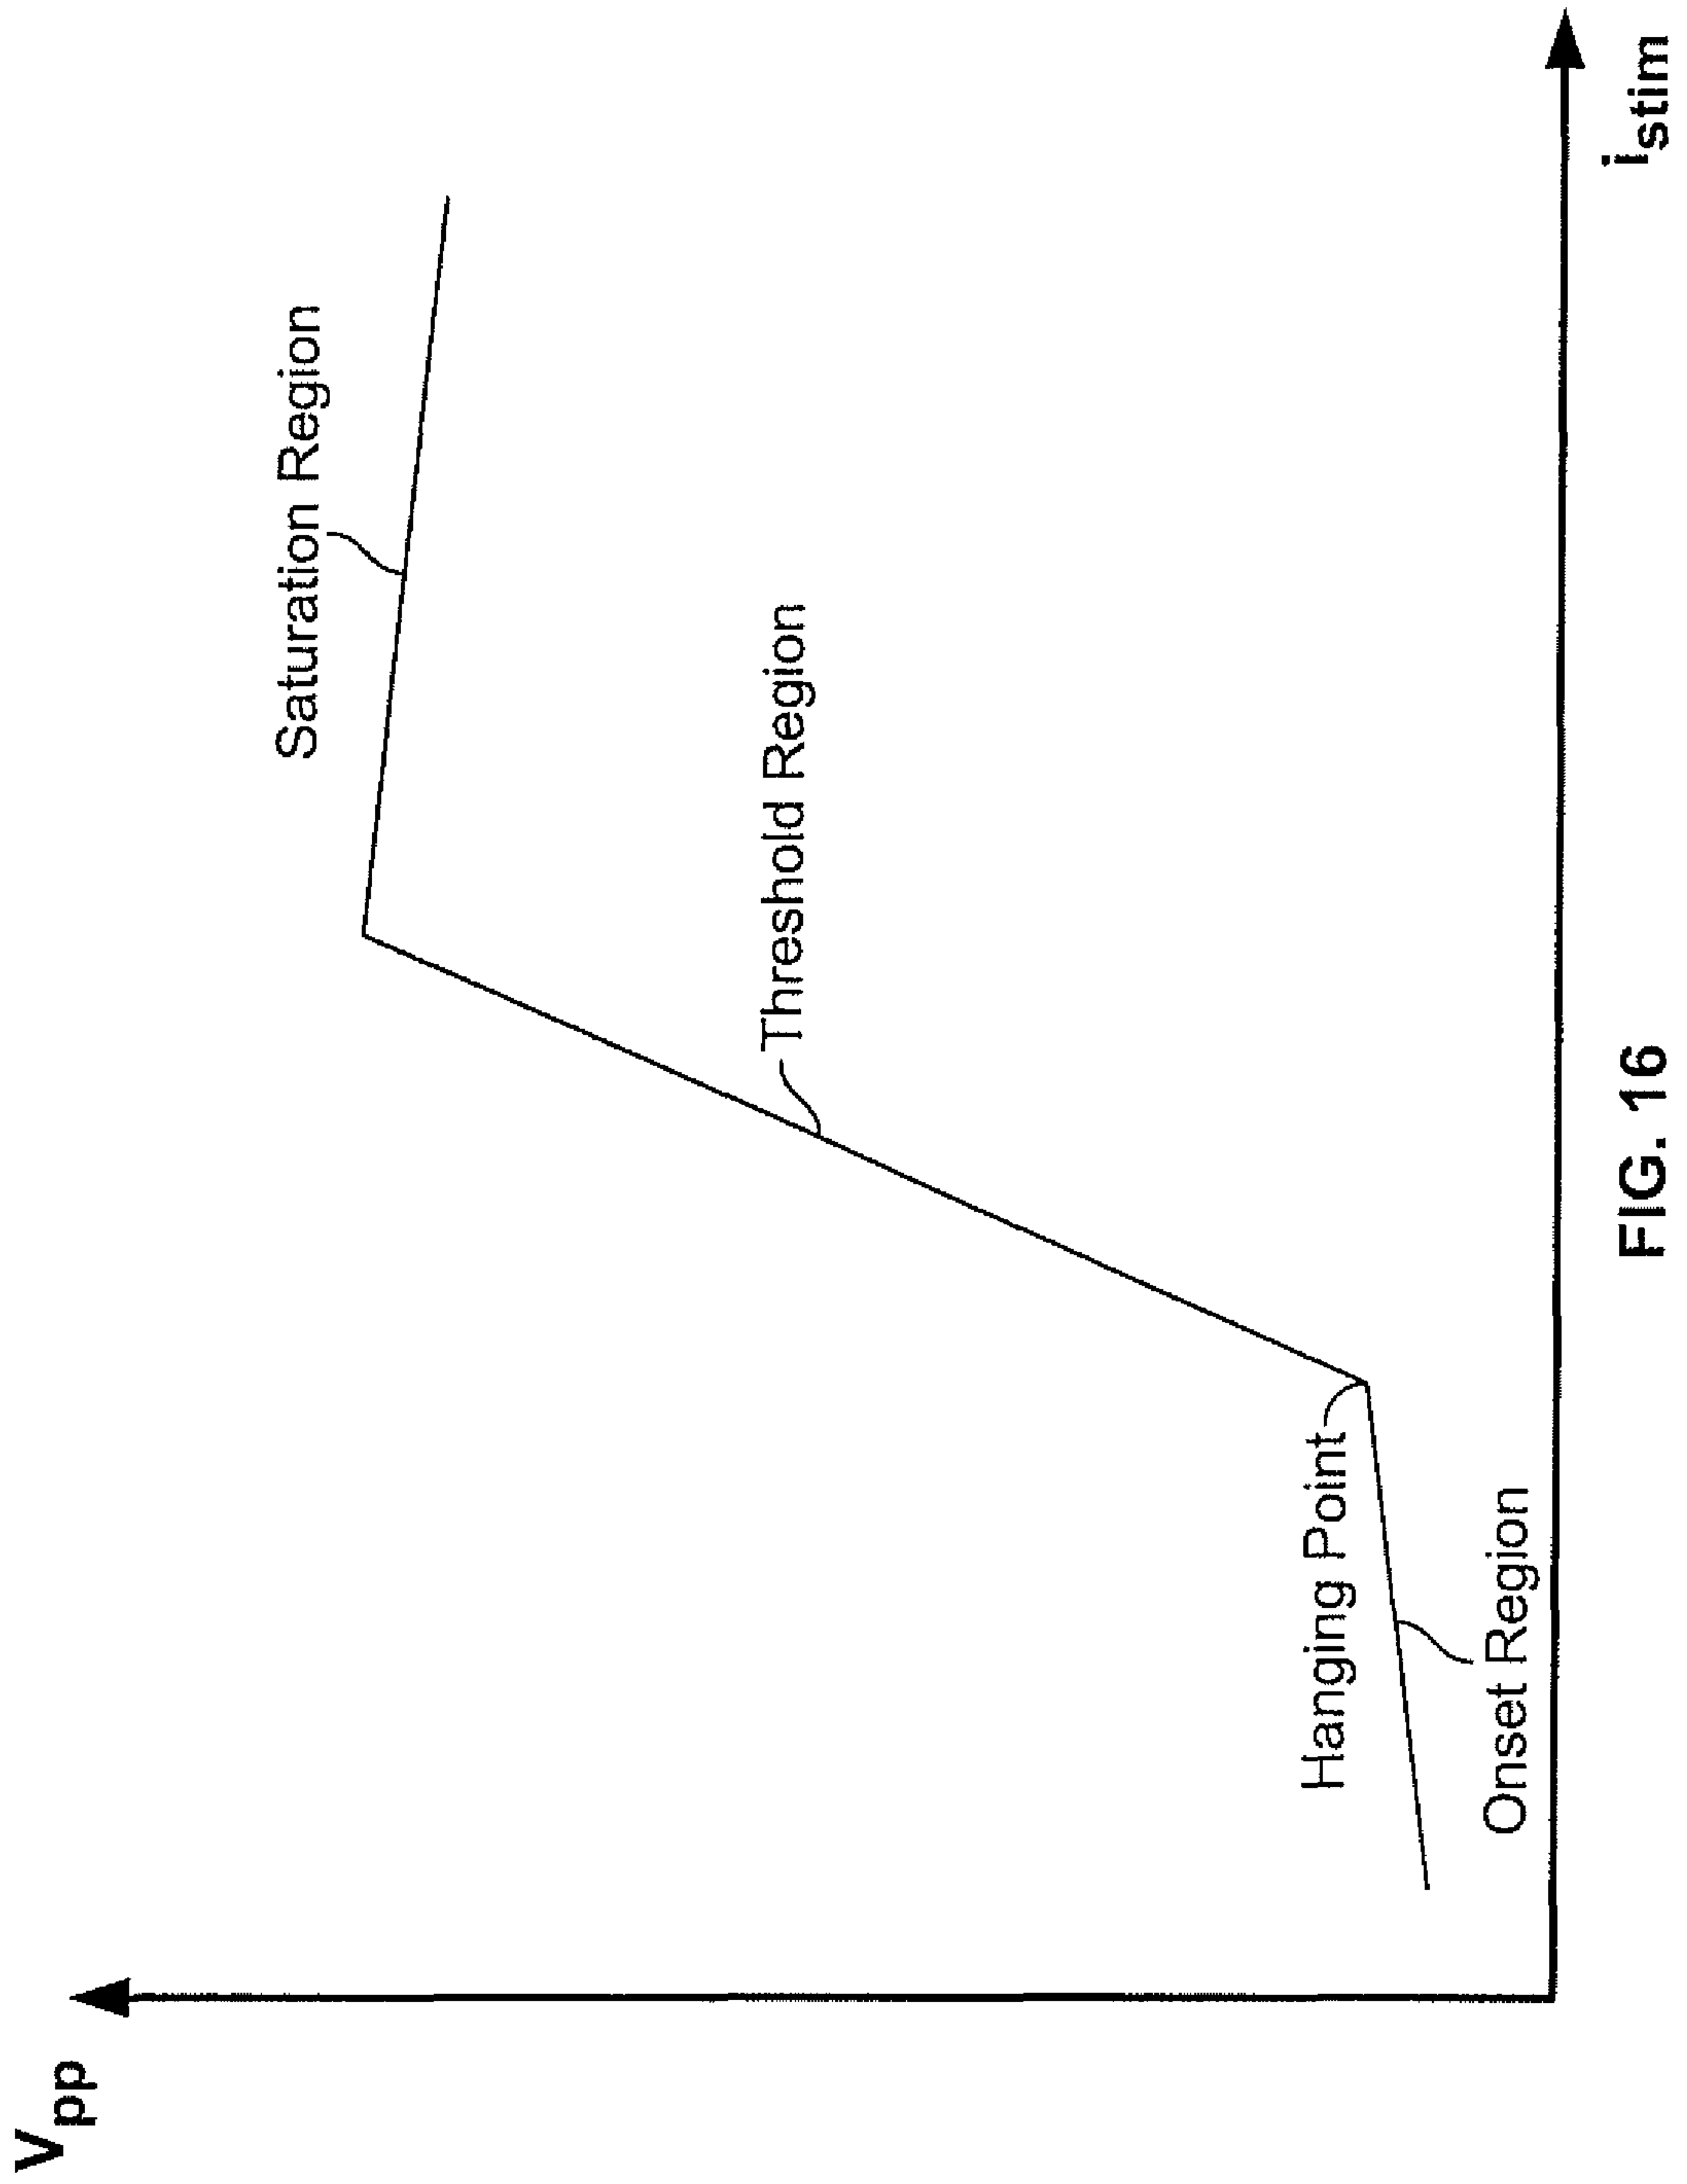 Vpp
Saturation Region
Threshold Region
Hanging Point
Onset Region
istim
FIG. 16